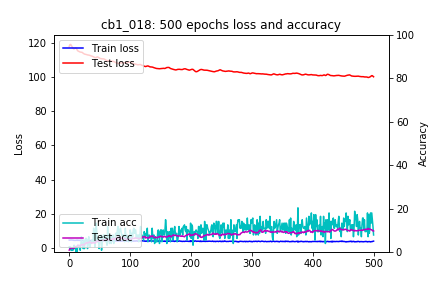 cb1_018: 500 epochs loss and accuracy
120
100
80
60
40
20
0
Loss
Train loss
Test loss
Train acc
Test acc
100
80
60
40
20
0
Accuracy
0
100
200
300
400
500